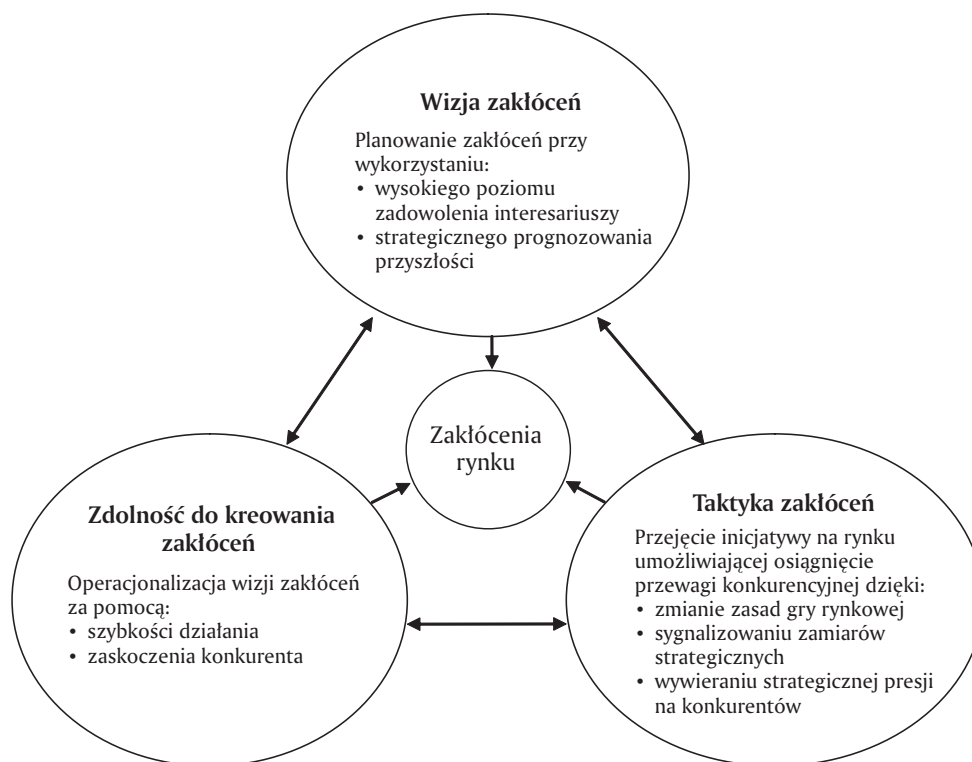 Wizja zakłóceń
Planowanie zakłóceń przy
wykorzystaniu:
• wysokiego poziomu
zadowolenia interesariuszy
• strategicznego prognozowania
przyszłości
Zakłócenia
rynku
Zdolność do kreowania
zakłóceń
Operacjonalizacja wizji zakłóceń
za pomocą:
• szybkości działania
• zaskoczenia konkurenta
Taktyka zakłóceń
Przejęcie inicjatywy na rynku
umożliwiającej osiągnięcie
przewagi konkurencyjnej dzięki:
• zmianie zasad gry rynkowej
• sygnalizowaniu zamiarów
strategicznych
• wywieraniu strategicznej presji
na konkurentów